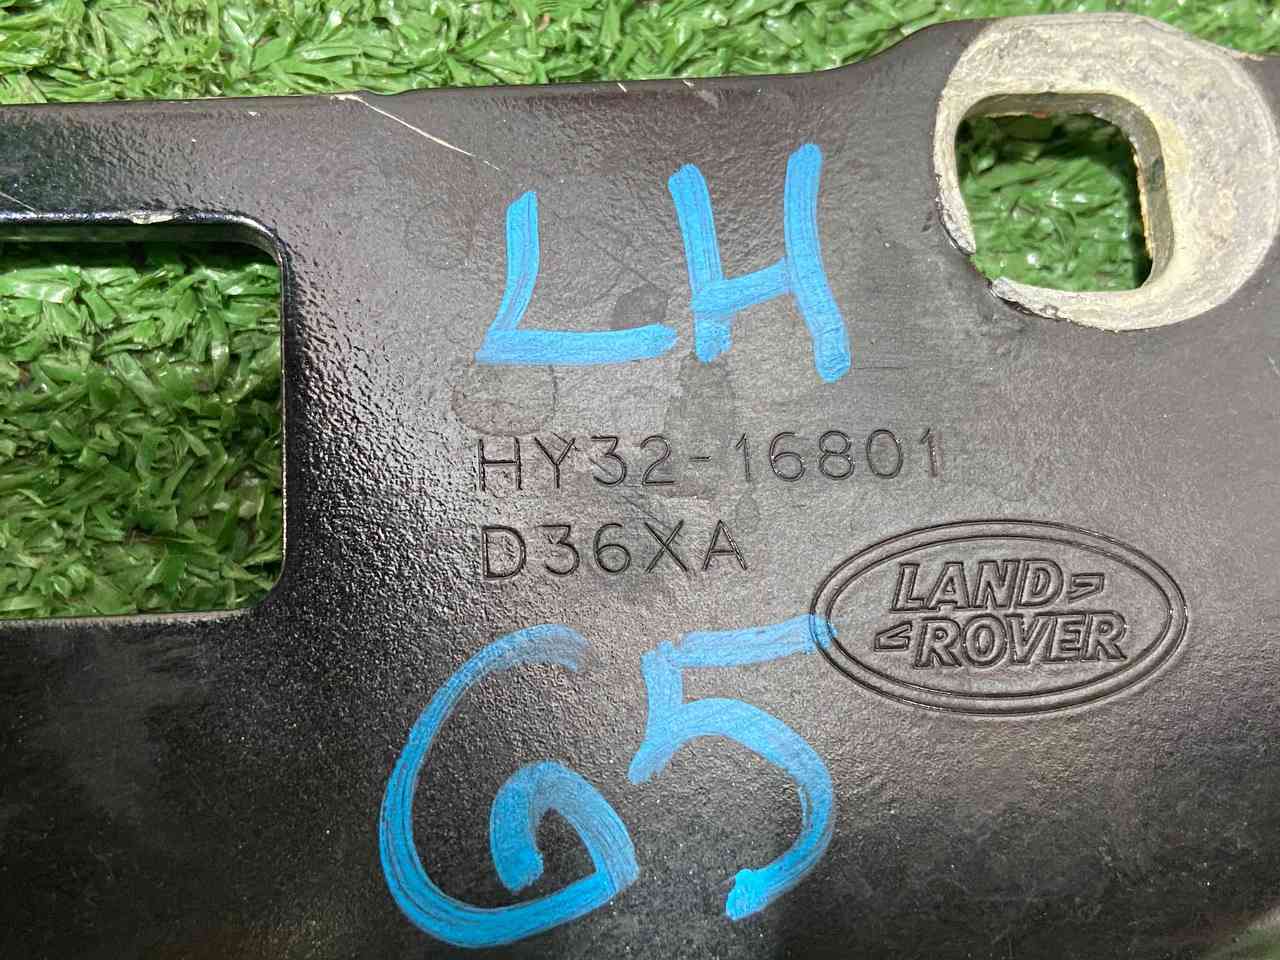 LH
HY32-16801
D36XA
LAND
ROVER
G5